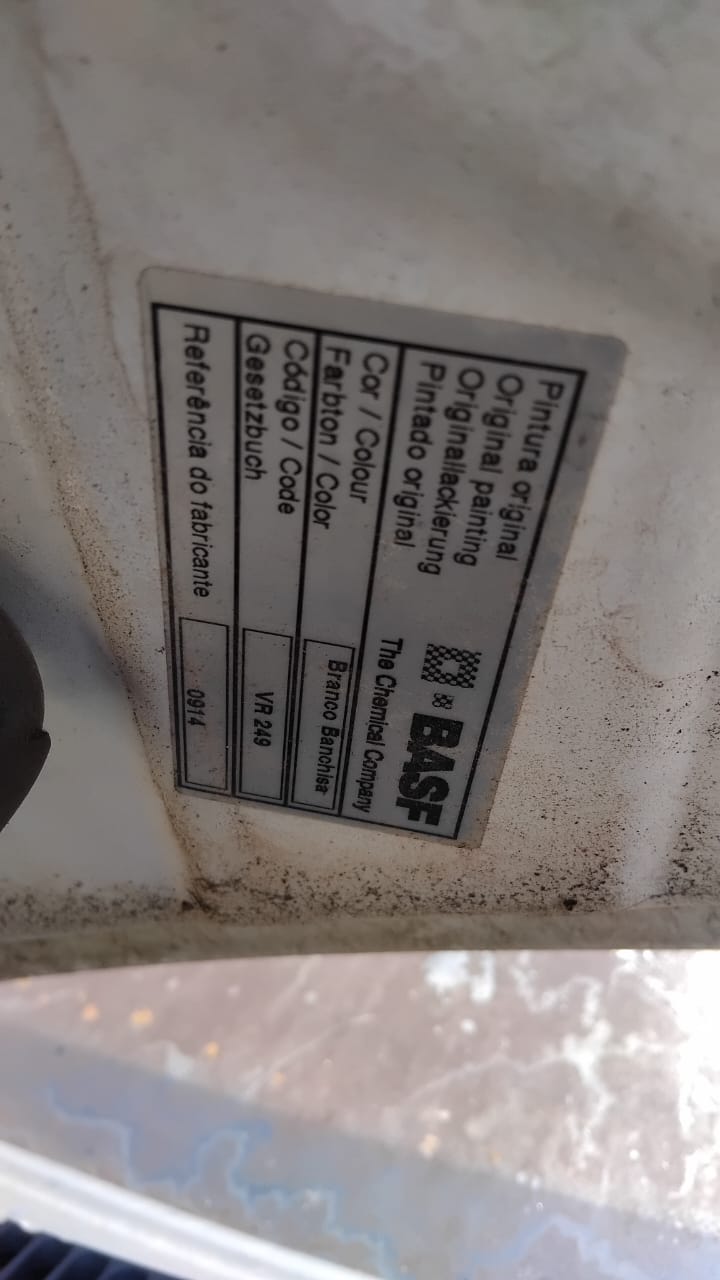 Pintura original
Original painting
Originallackierung
Pintado original
BASF
The Chemical Company
Cor / Colour
Farbton / Color
Branco Banchisa
Código / Code
Gesetzbuch
VR 249
Referência do fabricante
0914